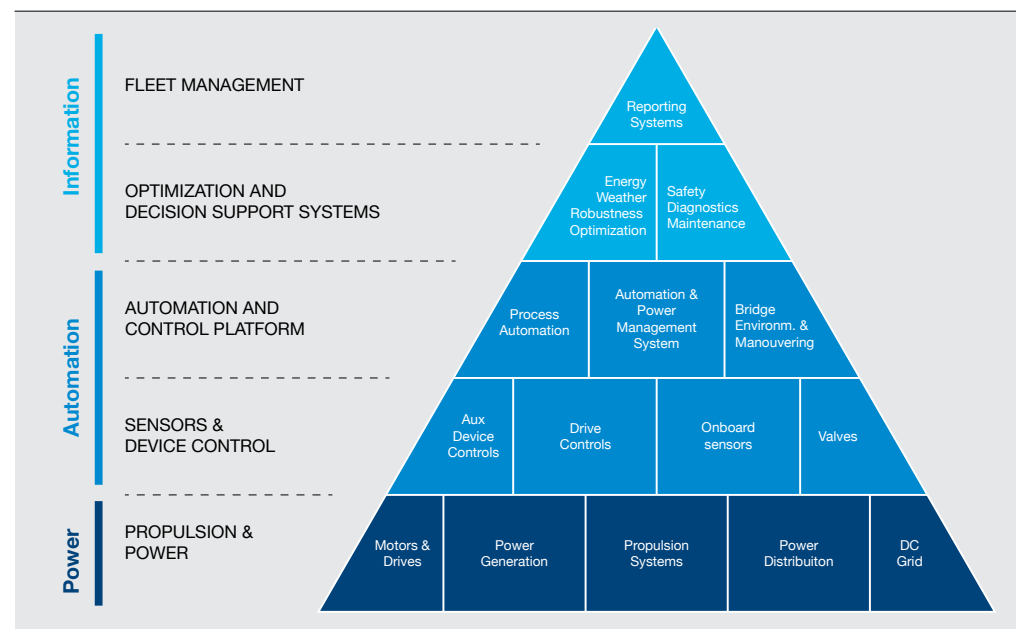 Information
FLEET MANAGEMENT
Reporting
Systems
OPTIMIZATION AND
DECISION SUPPORT SYSTEMS
Energy
Weather
Robustness
Optimization
Safety
Diagnostics
Maintenance
Automation
AUTOMATION AND
CONTROL PLATFORM
Process
Automation
Automation &
Power
Management
System
Bridge
Environm. &
Manouvering
SENSORS &
DEVICE CONTROL
Aux
Device
Controls
Drive
Controls
Onboard
sensors
Valves
Power
PROPULSION &
POWER
Motors &
Drives
Power
Generation
Propulsion
Systems
Power
Distribuiton
DC
Grid